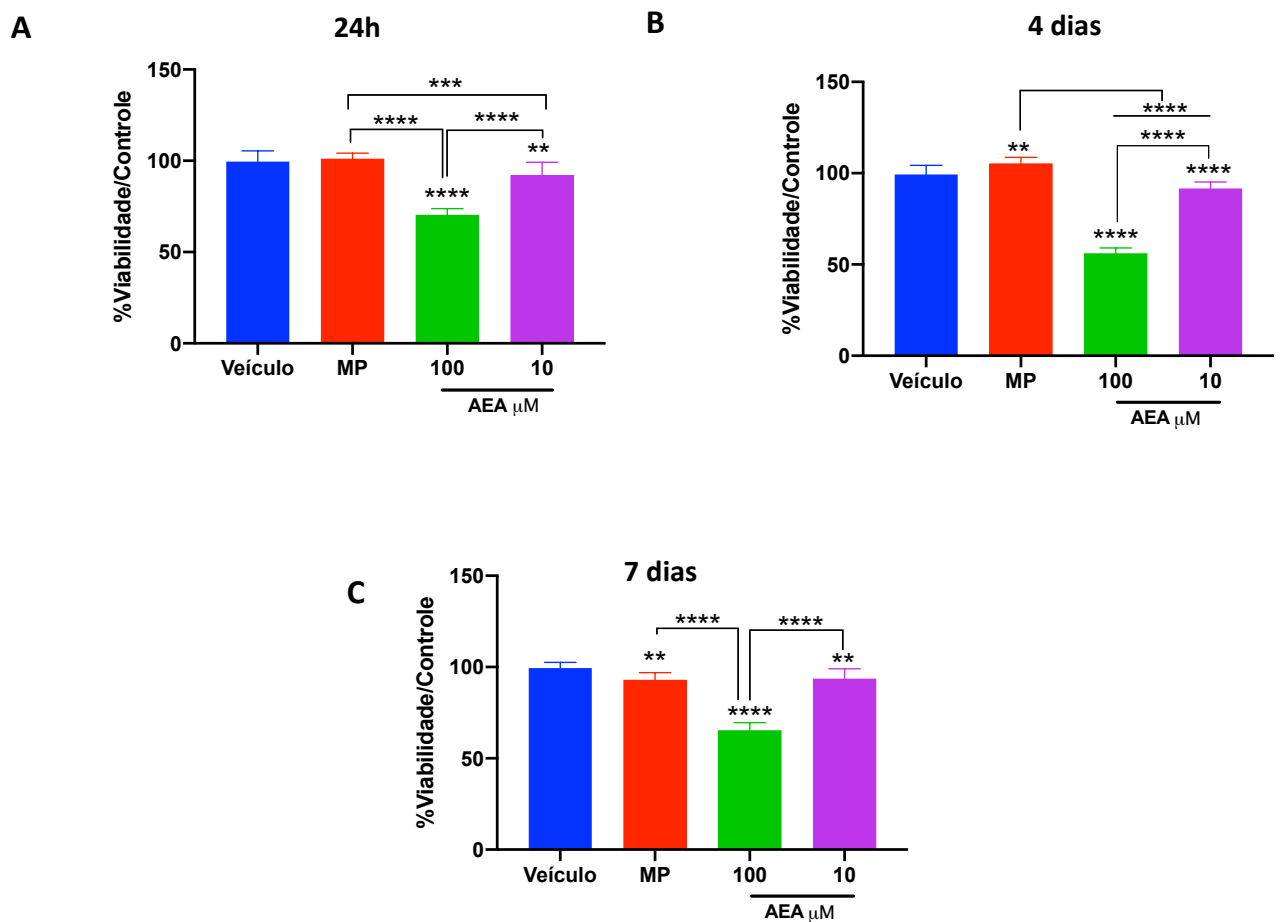 A
24h
%Viabilidade/Controle
150
100
50
0
***
****
****
**
****
Veículo
MP
100
10
AEA μM
B
4 dias
%Viabilidade/Controle
150
100
50
0
****
****
**
****
****
Veículo
MP
100
10
AEA μM
C
7 dias
%Viabilidade/Controle
150
100
50
0
****
****
**
**
****
Veículo
MP
100
10
AEA μM